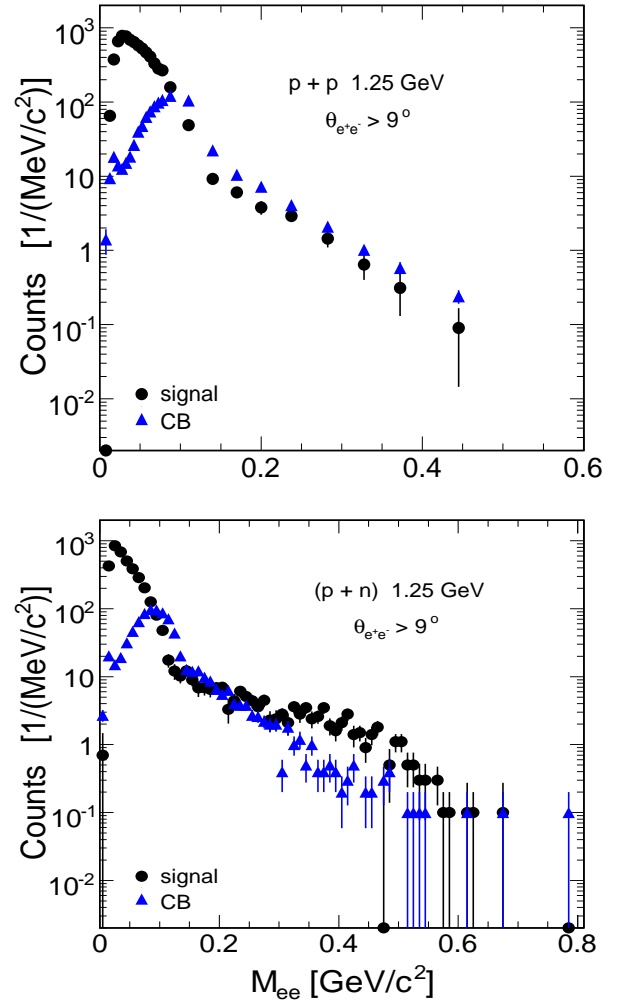 10³
10²
10
1
10⁻¹
10⁻²
Counts [1/(MeV/c²)]
p + p 1.25 GeV
θe⁺e⁻ > 9°
signal
CB
0 0.2 0.4 0.6
10³
10²
10
1
10⁻¹
10⁻²
Counts [1/(MeV/c²)]
(p + n) 1.25 GeV
θe⁺e⁻ > 9°
signal
CB
0 0.2 0.4 0.6 0.8
Mee [GeV/c²]